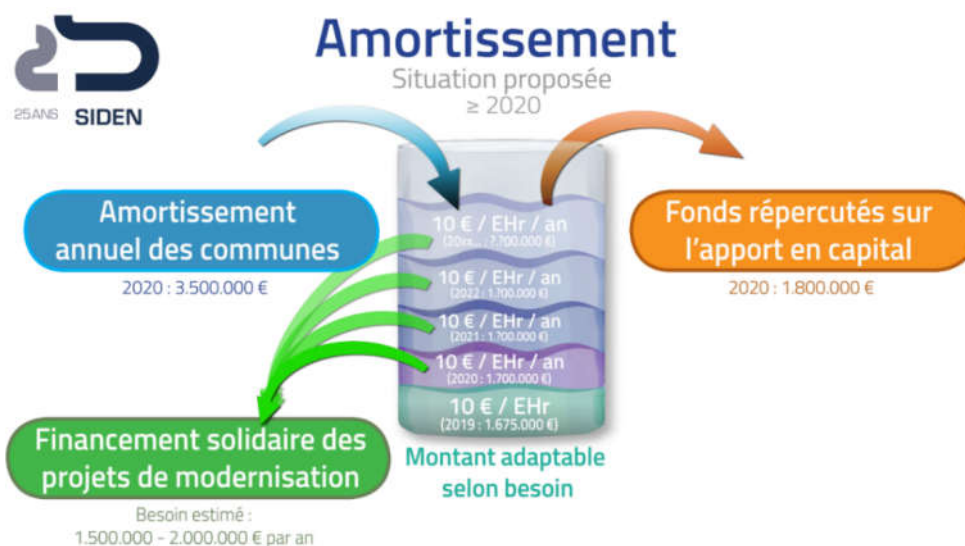 25ANS SIDEN
Amortissement
Situation proposée
≥ 2020
Amortissement
annuel des communes
2020 : 3.500.000 €
10 € / EHr / an
(20xx... : ?.?00.000 €)
10 € / EHr / an
(2022 : 1.700.000 €)
10 € / EHr / an
(2021 : 1.700.000 €)
10 € / EHr / an
(2020 : 1.700.000 €)
10 € / EHr
(2019 : 1.675.000 €)
Montant adaptable
selon besoin
Fonds répercutés sur
l'apport en capital
2020 : 1.800.000 €
Financement solidaire des
projets de modernisation
Besoin estimé :
1.500.000 - 2.000.000 € par an